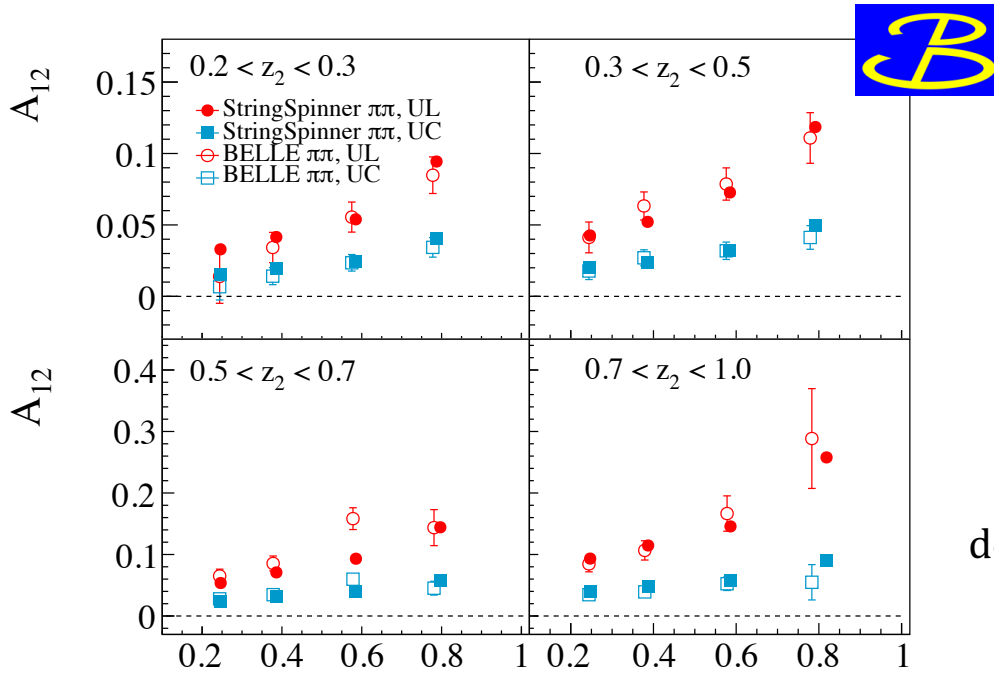 B
A12
0.2 < z2 < 0.3
0.3 < z2 < 0.5
StringSpinner ππ, UL
StringSpinner ππ, UC
BELLE ππ, UL
BELLE ππ, UC
0.15
0.1
0.05
0
A12
0.5 < z2 < 0.7
0.7 < z2 < 1.0
0.4
0.3
0.2
0.1
0
d
0.2 0.4 0.6 0.8 1 0.2 0.4 0.6 0.8 1